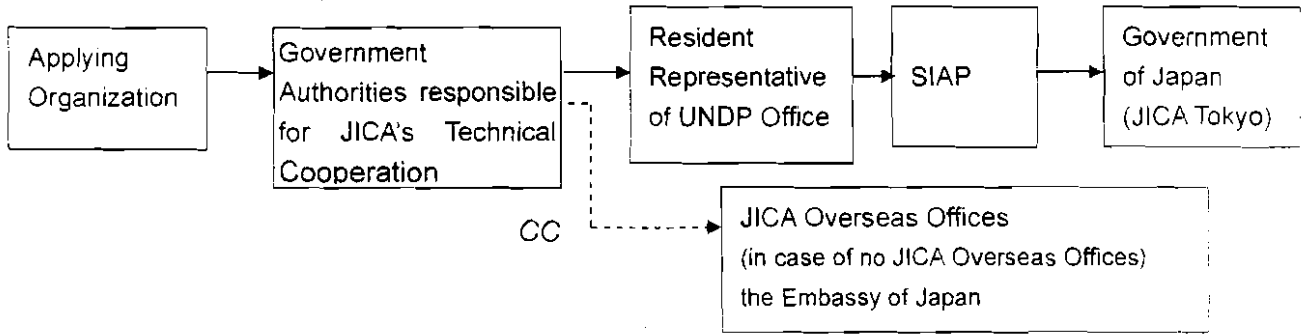 Applying
Organization
Government
Authorities responsible
for JICA's Technical
Cooperation
Resident
Representative
of UNDP Office
SIAP
Government
of Japan
(JICA Tokyo)
CC
JICA Overseas Offices
(in case of no JICA Overseas Offices)
the Embassy of Japan